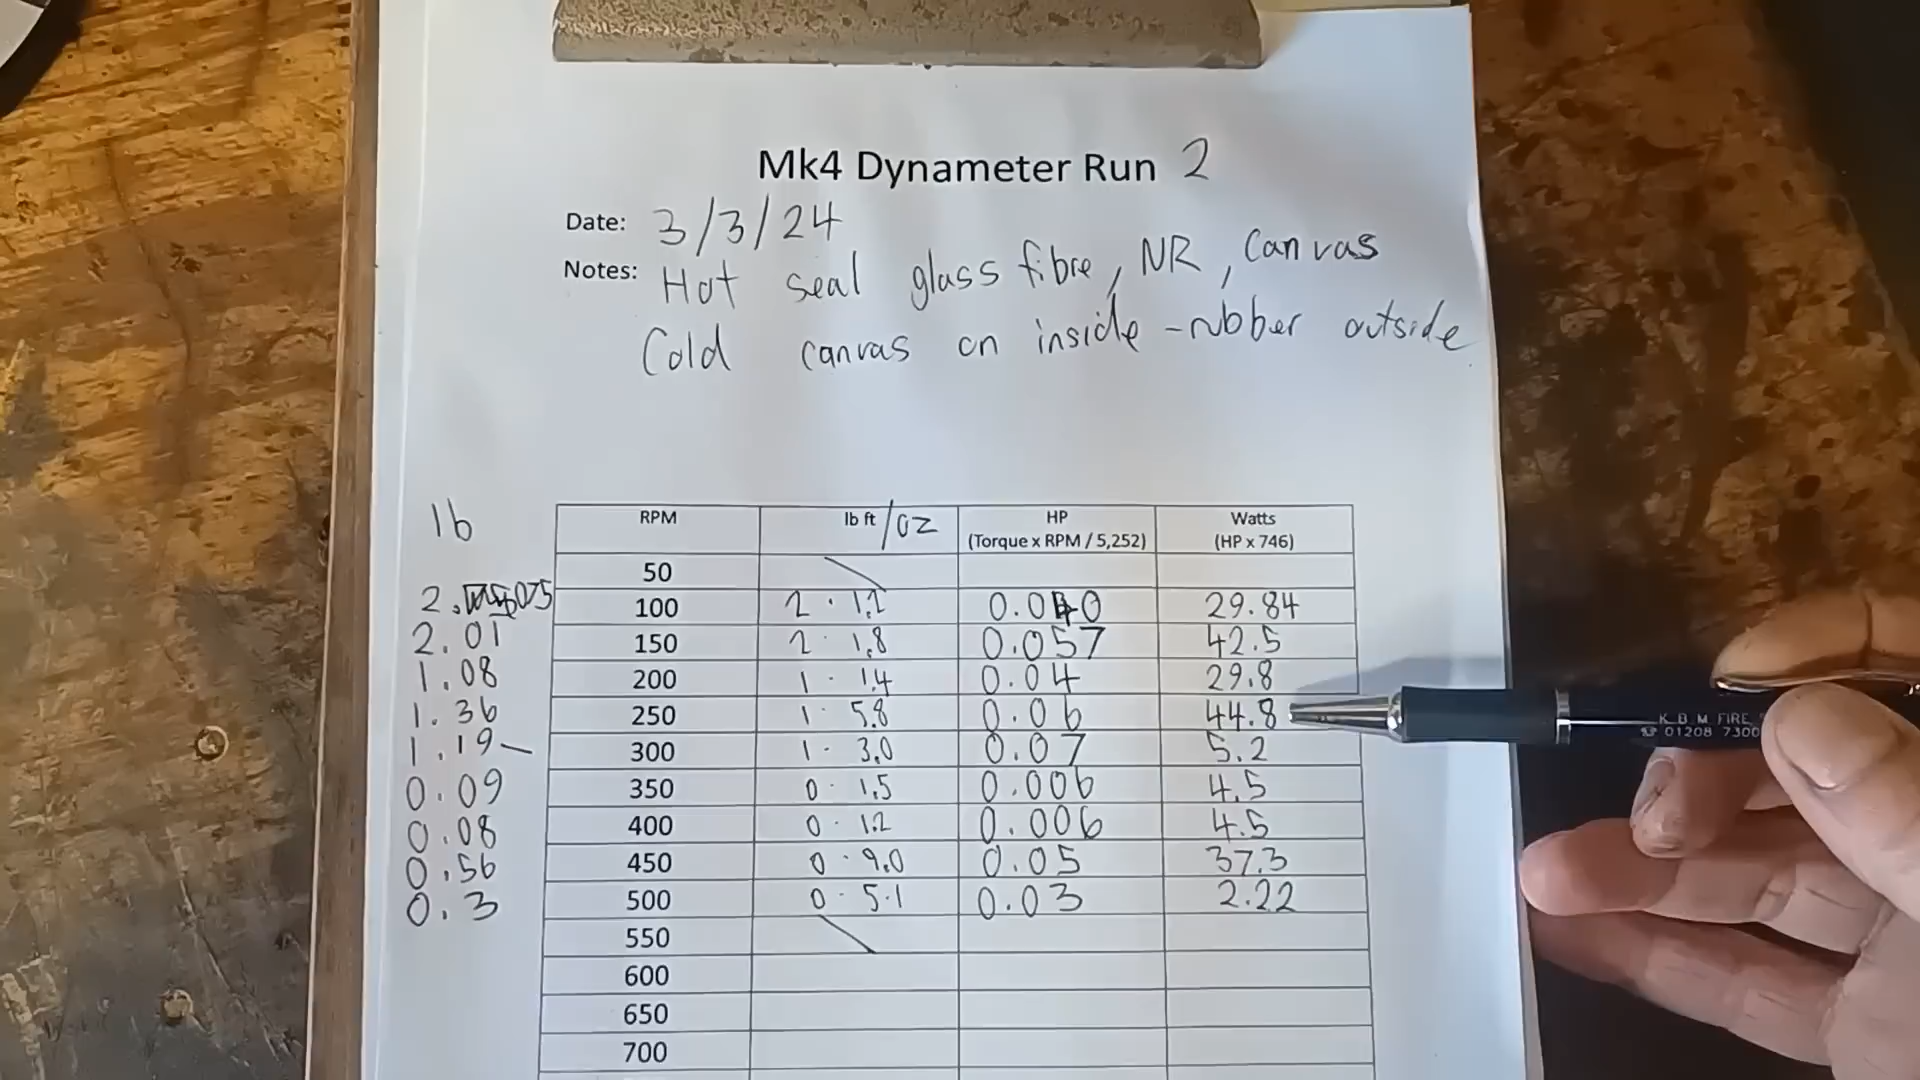 Mk4 Dynameter Run 2
Date: 3/3/24
Notes: Hot seal glass fibre, NR, Canvas
Cold canvas on inside - rubber outside
lb RPM lb ft /oz HP (Torque x RPM / 5,252) Watts (HP x 746)
50
100 2 · 1.2 0.040 29.84
2.01 150 2 · 1.8 0.057 42.5
1.08 200 1 · 1.4 0.04 29.8
1.36 250 1 · 5.8 0.06 44.8
1.19 — 300 1 · 3.0 0.07 5.2
0.09 350 0 · 1.5 0.006 4.5
0.08 400 0 · 1.2 0.006 4.5
0.56 450 0 · 9.0 0.05 37.3
0.3 500 0 · 5.1 0.03 2.22
550
600
650
700
K B M FIRE
☎ 01208 7300